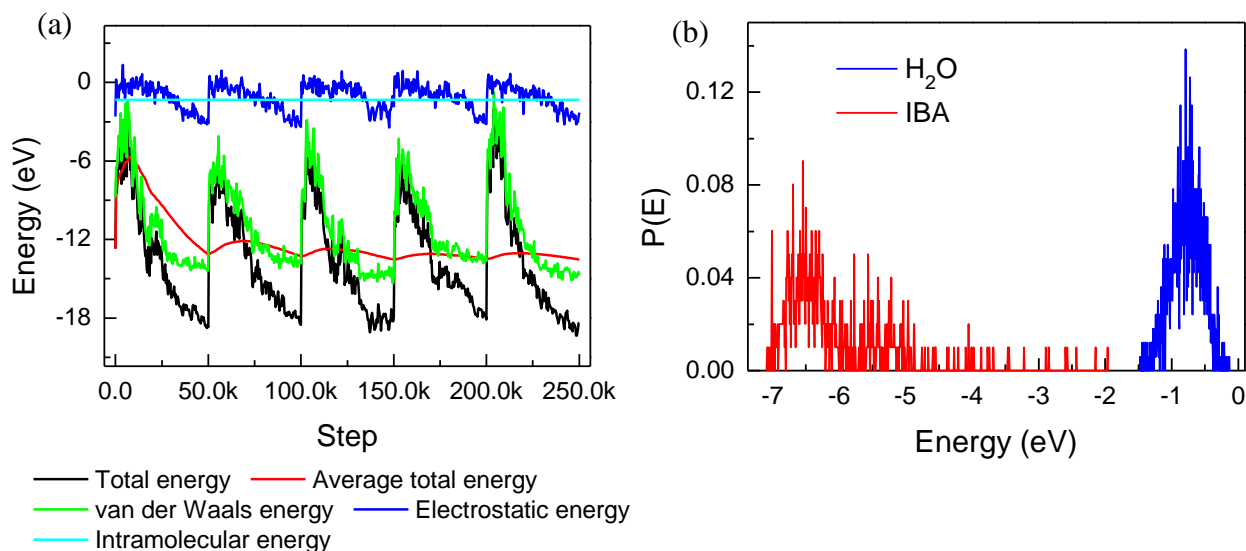 (a)
0
-6
-12
-18
Energy (eV)
0.0 50.0k 100.0k 150.0k 200.0k 250.0k
Step
Total energy Average total energy
van der Waals energy Electrostatic energy
Intramolecular energy
(b)
H₂O
IBA
0.12
0.08
0.04
0.00
P(E)
-7 -6 -5 -4 -3 -2 -1 0
Energy (eV)